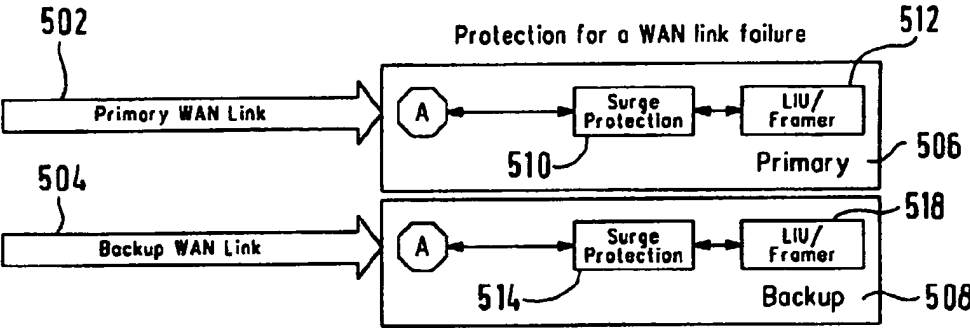 502
Protection for a WAN link failure
512
Primary WAN Link
A
Surge
Protection
LIU/
Framer
510
Primary
506
504
518
Backup WAN Link
A
Surge
Protection
LIU/
Framer
514
Backup
508